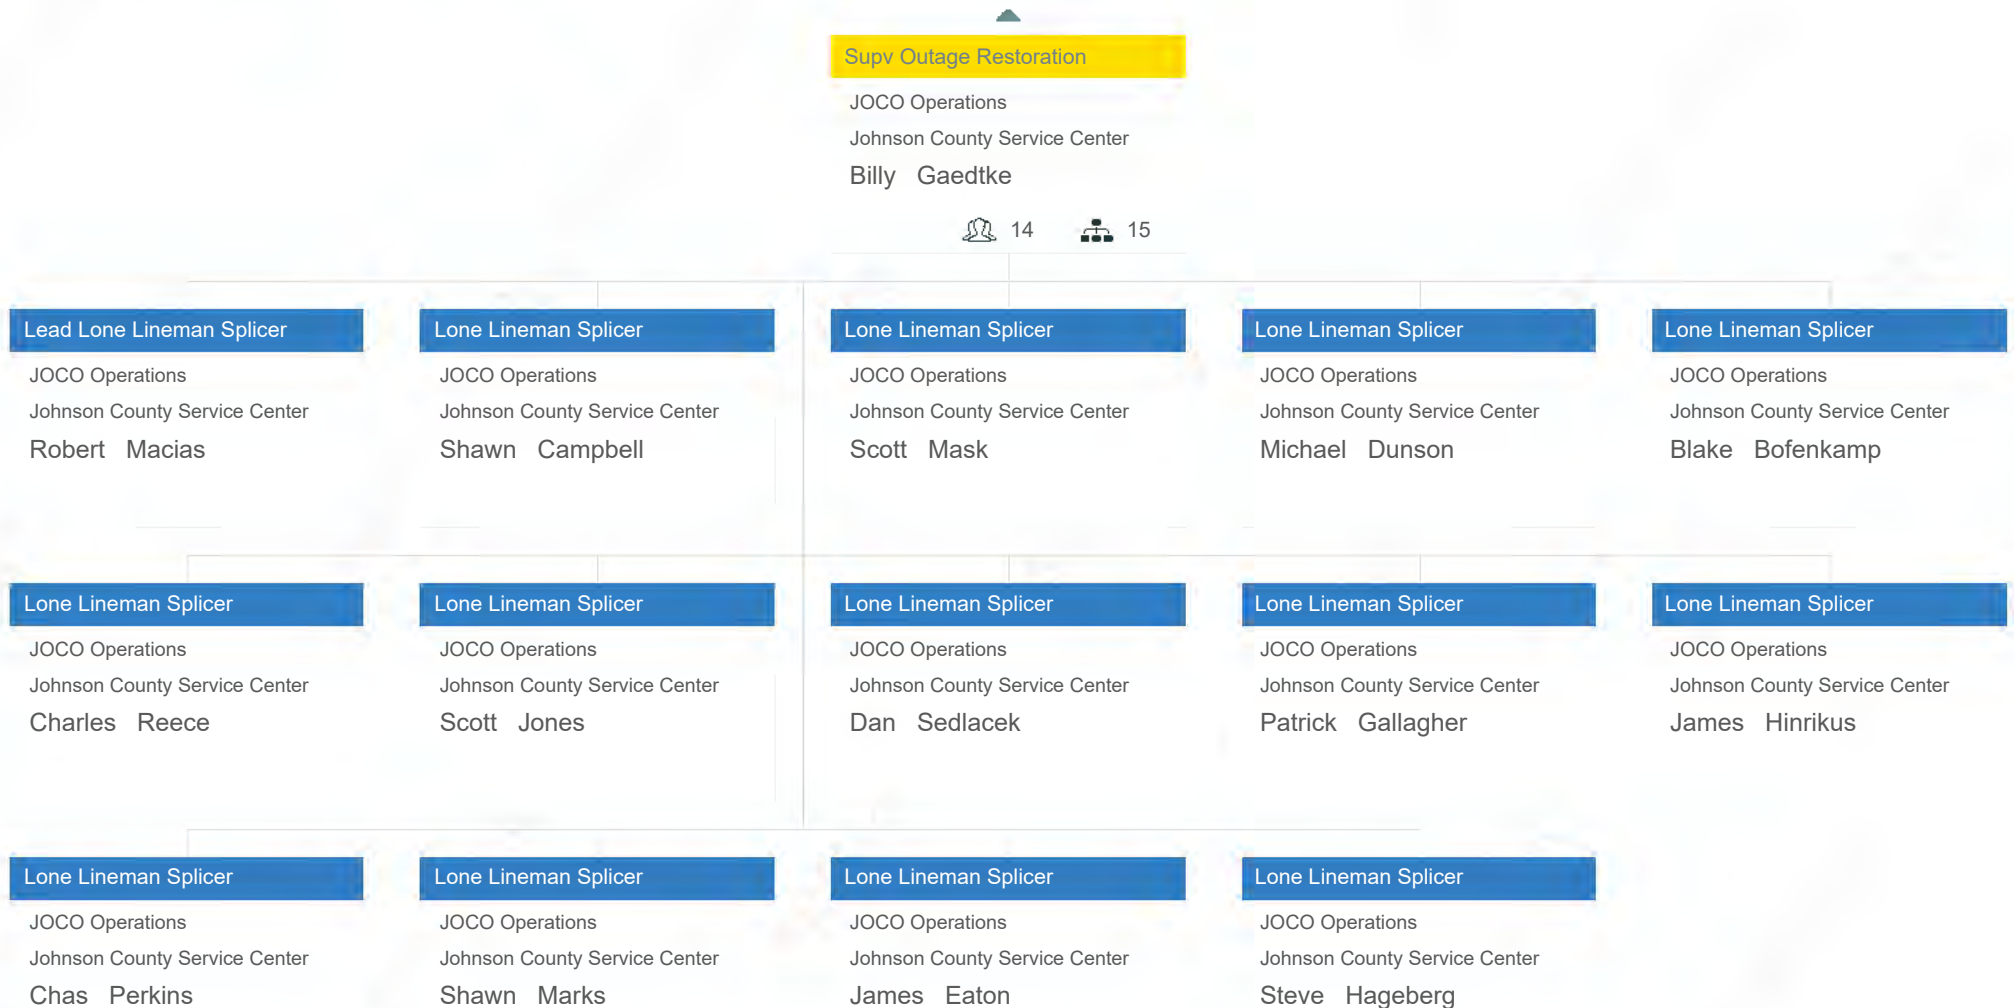 Supv Outage Restoration
JOCO Operations
Johnson County Service Center
Billy Gaedtke
14 15
Lead Lone Lineman Splicer
JOCO Operations
Johnson County Service Center
Robert Macias
Lone Lineman Splicer
JOCO Operations
Johnson County Service Center
Shawn Campbell
Lone Lineman Splicer
JOCO Operations
Johnson County Service Center
Scott Mask
Lone Lineman Splicer
JOCO Operations
Johnson County Service Center
Michael Dunson
Lone Lineman Splicer
JOCO Operations
Johnson County Service Center
Blake Bofenkamp
Lone Lineman Splicer
JOCO Operations
Johnson County Service Center
Charles Reece
Lone Lineman Splicer
JOCO Operations
Johnson County Service Center
Scott Jones
Lone Lineman Splicer
JOCO Operations
Johnson County Service Center
Dan Sedlacek
Lone Lineman Splicer
JOCO Operations
Johnson County Service Center
Patrick Gallagher
Lone Lineman Splicer
JOCO Operations
Johnson County Service Center
James Hinrikus
Lone Lineman Splicer
JOCO Operations
Johnson County Service Center
Chas Perkins
Lone Lineman Splicer
JOCO Operations
Johnson County Service Center
Shawn Marks
Lone Lineman Splicer
JOCO Operations
Johnson County Service Center
James Eaton
Lone Lineman Splicer
JOCO Operations
Johnson County Service Center
Steve Hageberg